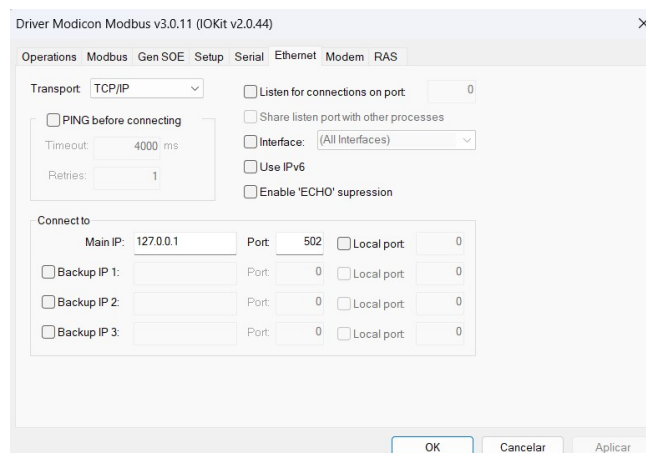 Driver Modicon Modbus v3.0.11 (IOKit v2.0.44)
Operations Modbus Gen SOE Setup Serial Ethernet Modem RAS
Transport: TCP/IP
Listen for connections on port: 0
PING before connecting
Share listen port with other processes
Timeout: 4000 ms
Interface: (All Interfaces)
Retries: 1
Use IPv6
Enable 'ECHO' supression
Connect to
Main IP: 127.0.0.1 Port: 502 Local port: 0
Backup IP 1: Port: 0 Local port: 0
Backup IP 2: Port: 0 Local port: 0
Backup IP 3: Port: 0 Local port: 0
OK Cancelar Aplicar